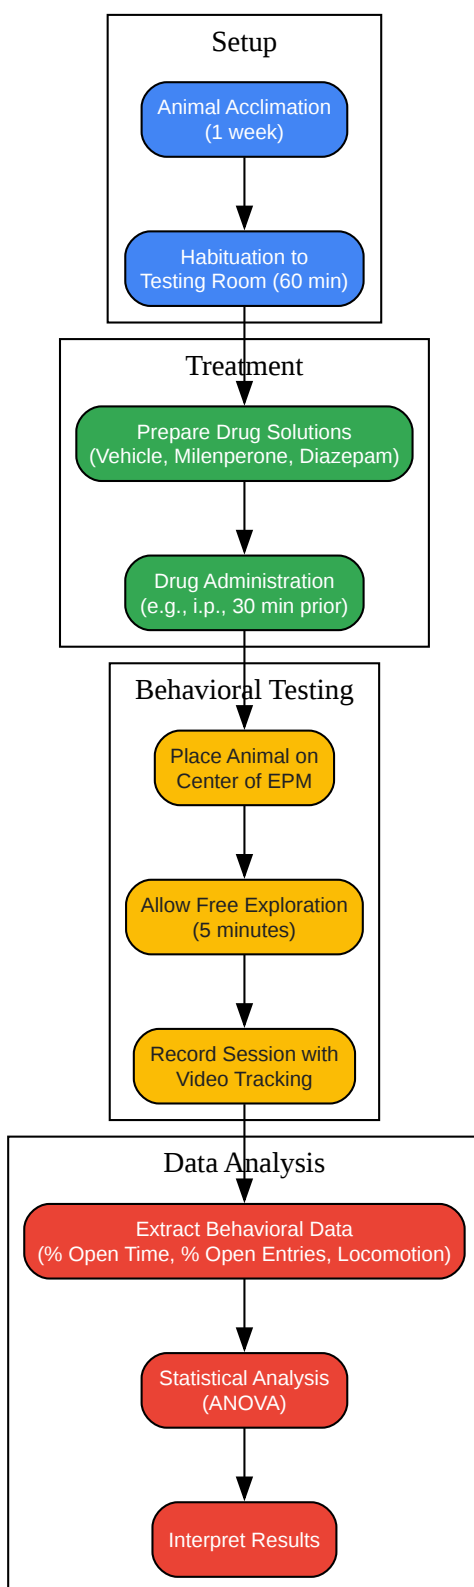 Setup
Animal Acclimation
(1 week)
Habituation to
Testing Room (60 min)
Treatment
Prepare Drug Solutions
(Vehicle, Milenperone, Diazepam)
Drug Administration
(e.g., i.p., 30 min prior)
Behavioral Testing
Place Animal on
Center of EPM
Allow Free Exploration
(5 minutes)
Record Session with
Video Tracking
Data Analysis
Extract Behavioral Data
(% Open Time, % Open Entries, Locomotion)
Statistical Analysis
(ANOVA)
Interpret Results